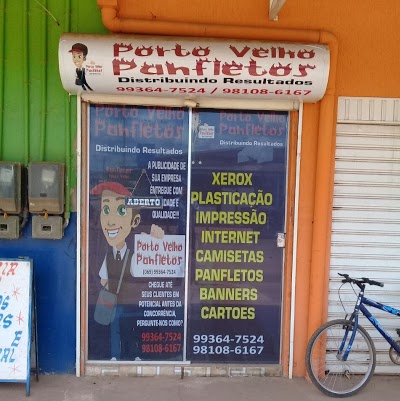 Porto Velho
Panfletos
Distribuindo Resultados
99364-7524 / 98108-6167
Porto Velho
Panfletos
Distribuindo Resultados
A PUBLICIDADE DE
SUA EMPRESA
ENTREGUE COM
ABERTO
QUALIDADE!!!
Porto Velho
Panfletos
(069) 99364-7524
CHEGUE ATÉ
SEUS CLIENTES EM
POTENCIAL ANTES DA
CONCORRÊNCIA,
PERGUNTE-NOS COMO?
99364-7524
98108-6167
Porto Velho
Panfletos
Distribuindo Resultados
XEROX
PLASTICAÇÃO
IMPRESSÃO
INTERNET
CAMISETAS
PANFLETOS
BANNERS
CARTOES
99364-7524
98108-6167